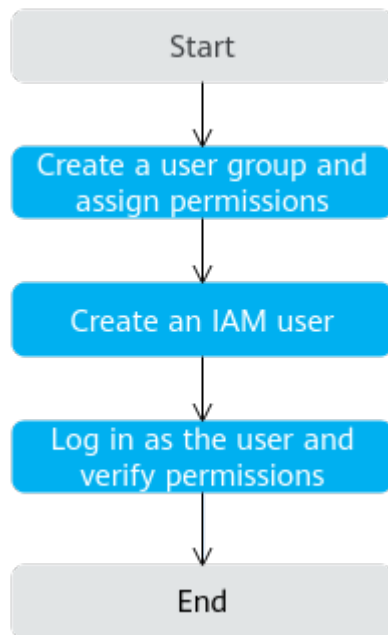 Start
Create a user group and
assign permissions
Create an IAM user
Log in as the user and
verify permissions
End